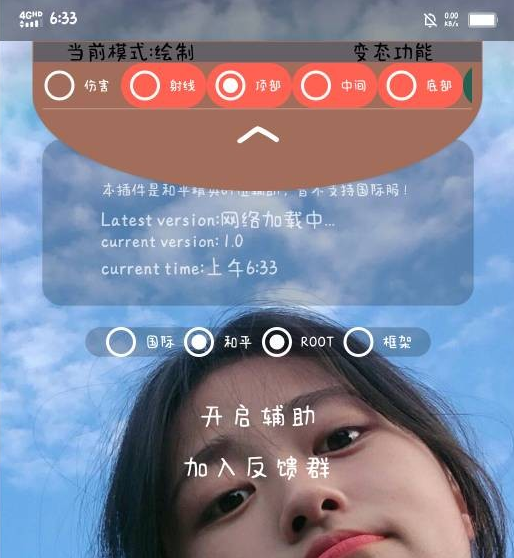 4GHD 6:33 0.00 KB/s
当前模式:绘制 变态功能
伤害 射线 顶部 中间 底部
本插件是和平精英的 辅助，暂不支持国际服！
Latest version:网络加载中...
current version: 1.0
current time:上午6:33
国际 和平 ROOT 框架
开启辅助
加入反馈群